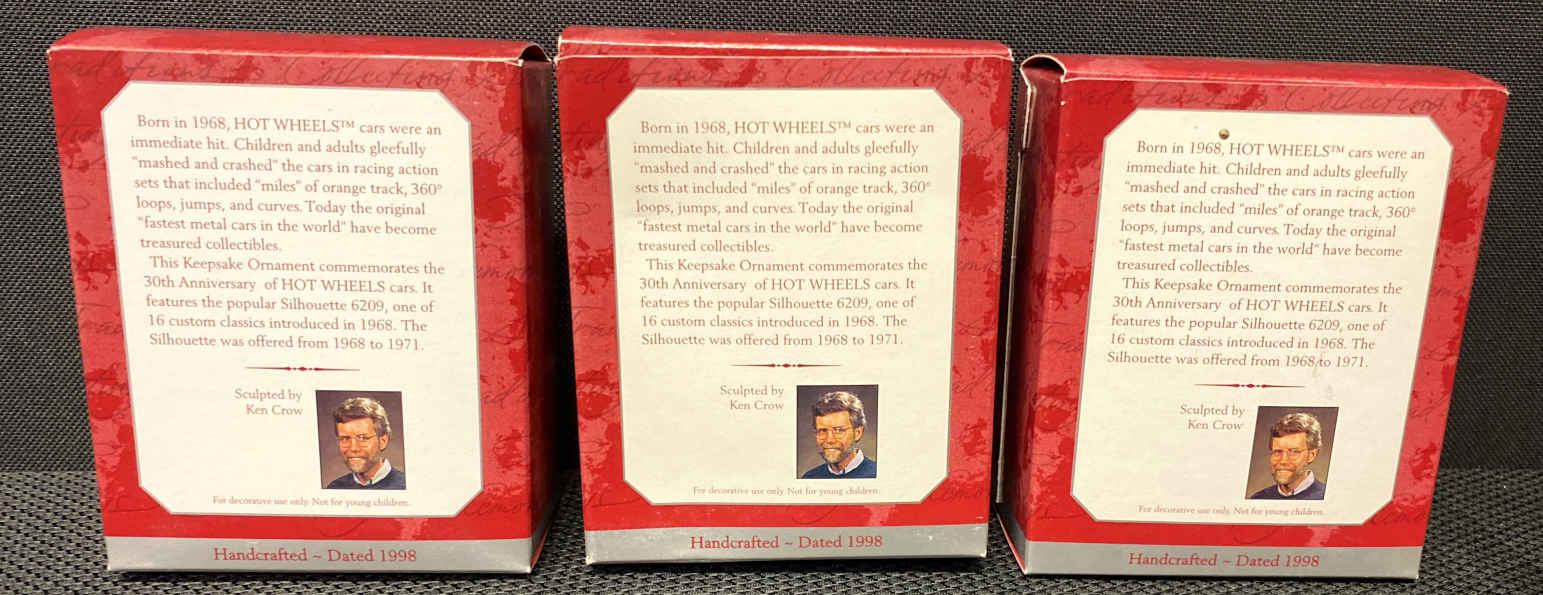 Traditions to Collecting
Born in 1968, HOT WHEELS™ cars were an
immediate hit. Children and adults gleefully
"mashed and crashed" the cars in racing action
sets that included "miles" of orange track, 360°
loops, jumps, and curves. Today the original
"fastest metal cars in the world" have become
treasured collectibles.
This Keepsake Ornament commemorates the
30th Anniversary of HOT WHEELS cars. It
features the popular Silhouette 6209, one of
16 custom classics introduced in 1968. The
Silhouette was offered from 1968 to 1971.
Sculpted by
Ken Crow
For decorative use only. Not for young children.
Handcrafted ~ Dated 1998
Collecting
Born in 1968, HOT WHEELS™ cars were an
immediate hit. Children and adults gleefully
"mashed and crashed" the cars in racing action
sets that included "miles" of orange track, 360°
loops, jumps, and curves. Today the original
"fastest metal cars in the world" have become
treasured collectibles.
This Keepsake Ornament commemorates the
30th Anniversary of HOT WHEELS cars. It
features the popular Silhouette 6209, one of
16 custom classics introduced in 1968. The
Silhouette was offered from 1968 to 1971.
Sculpted by
Ken Crow
For decorative use only. Not for young children.
Handcrafted ~ Dated 1998
Collecting
Born in 1968, HOT WHEELS™ cars were an
immediate hit. Children and adults gleefully
"mashed and crashed" the cars in racing action
sets that included "miles" of orange track, 360°
loops, jumps, and curves. Today the original
"fastest metal cars in the world" have become
treasured collectibles.
This Keepsake Ornament commemorates the
30th Anniversary of HOT WHEELS cars. It
features the popular Silhouette 6209, one of
16 custom classics introduced in 1968. The
Silhouette was offered from 1968 to 1971.
Sculpted by
Ken Crow
For decorative use only. Not for young children.
Handcrafted ~ Dated 1998